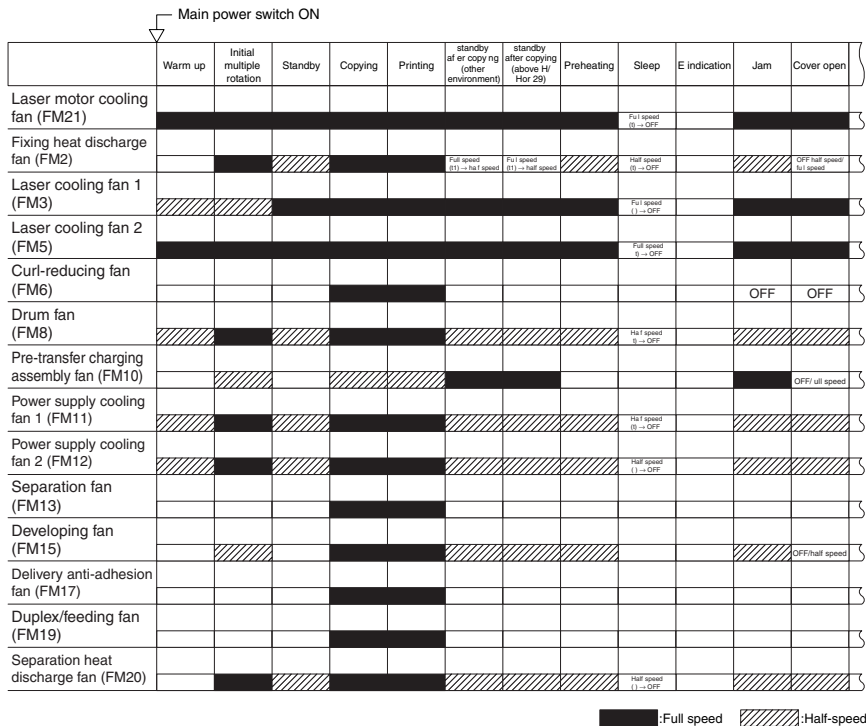 Main power switch ON
Warm up
Initial multiple rotation
Standby
Copying
Printing
standby af er copy ng (other environment)
standby after copying (above H/ Hor 29)
Preheating
Sleep
E indication
Jam
Cover open
Laser motor cooling fan (FM21)
Fu l speed (t) → OFF
Fixing heat discharge fan (FM2)
Full speed (t1) → ha f speed
Fu l speed (t1) → half speed
Half speed (t) → OFF
OFF half speed/ fu l speed
Laser cooling fan 1 (FM3)
Fu l speed ( ) → OFF
Laser cooling fan 2 (FM5)
Full speed t) → OFF
Curl-reducing fan (FM6)
OFF
OFF
Drum fan (FM8)
Ha f speed t) → OFF
Pre-transfer charging assembly fan (FM10)
OFF/ ull speed
Power supply cooling fan 1 (FM11)
Ha f speed (t) → OFF
Power supply cooling fan 2 (FM12)
Half speed ( ) → OFF
Separation fan (FM13)
Developing fan (FM15)
OFF/half speed
Delivery anti-adhesion fan (FM17)
Duplex/feeding fan (FM19)
Separation heat discharge fan (FM20)
Half speed ( ) → OFF
:Full speed
:Half-speed